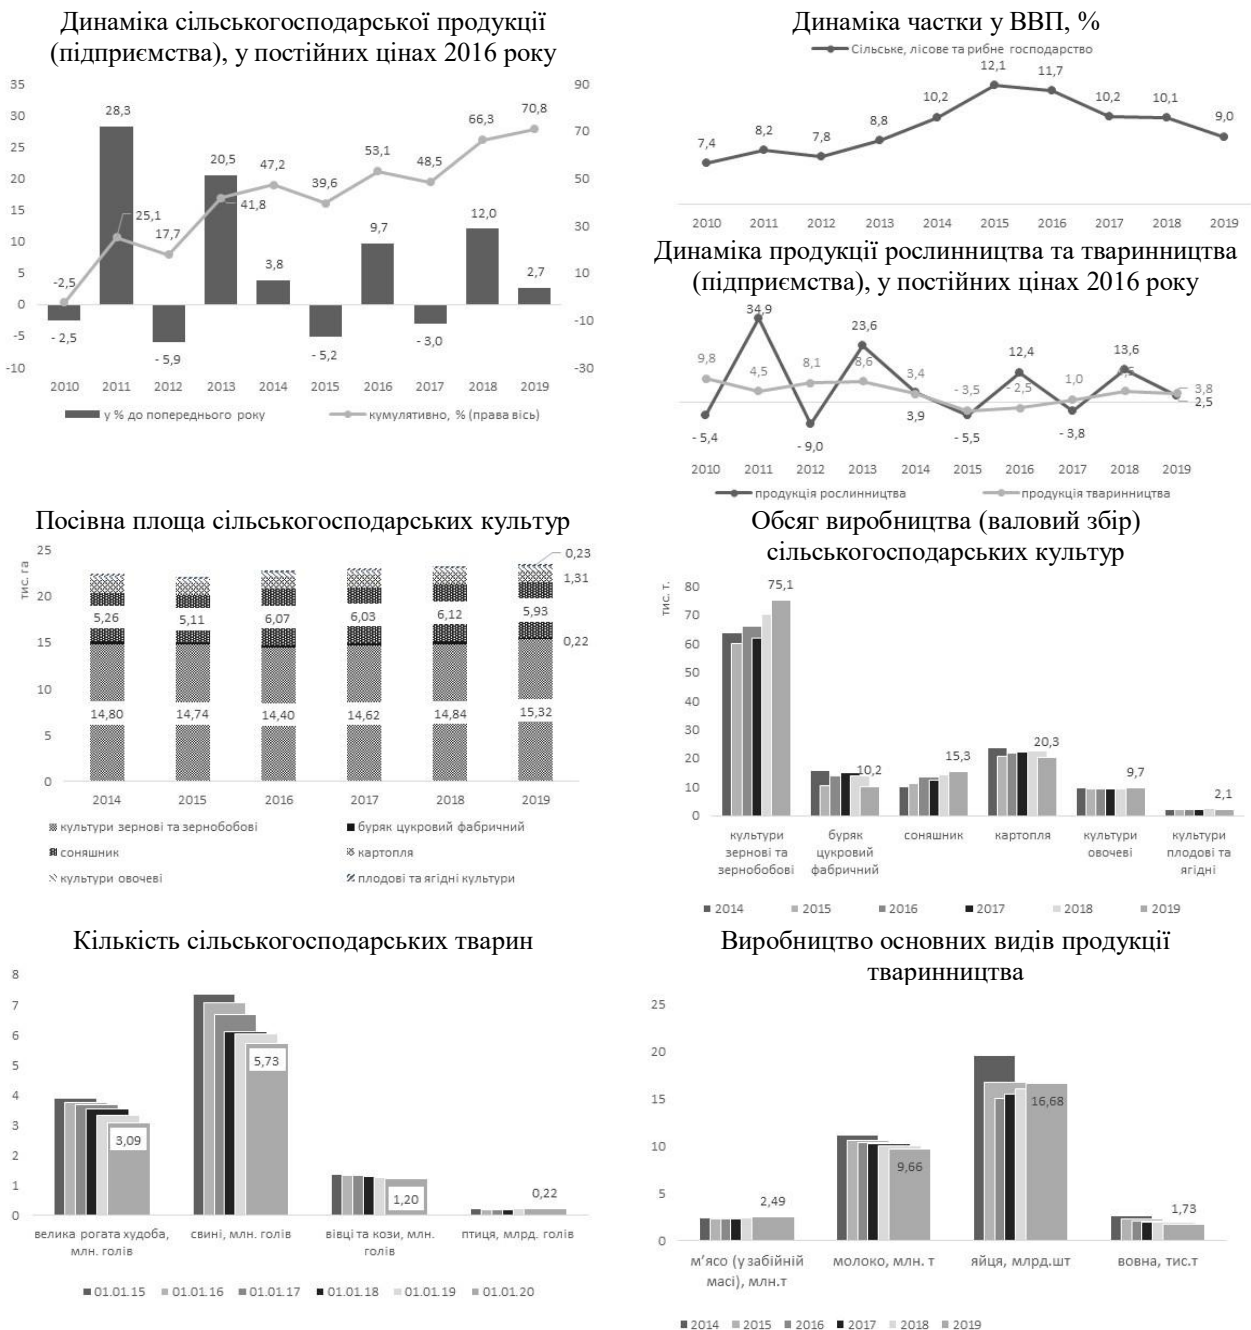 Динаміка сільськогосподарської продукції
(підприємства), у постійних цінах 2016 року
35
30
25
20
15
10
5
0
-5
-10
90
70
50
30
10
-10
-30
28,3
20,5
3,8
9,7
12,0
2,7
- 2,5
- 5,9
- 5,2
- 3,0
-2,5
25,1
17,7
41,8
47,2
39,6
53,1
48,5
66,3
70,8
2010 2011 2012 2013 2014 2015 2016 2017 2018 2019
у % до попереднього року
кумулятивно, % (права вісь)
Динаміка частки у ВВП, %
Сільське, лісове та рибне господарство
7,4 8,2 7,8 8,8 10,2 12,1 11,7 10,2 10,1 9,0
2010 2011 2012 2013 2014 2015 2016 2017 2018 2019
Динаміка продукції рослинництва та тваринництва
(підприємства), у постійних цінах 2016 року
34,9
23,6
12,4
13,6
9,8
4,5
8,1
8,6
3,4
- 3,5
- 2,5
1,0
3,8
2,5
- 5,4
- 9,0
3,9
- 5,5
- 3,8
2010 2011 2012 2013 2014 2015 2016 2017 2018 2019
продукція рослинництва
продукція тваринництва
Посівна площа сільськогосподарських культур
тис. га
25
20
15
10
5
0
0,23
1,31
5,26 5,11 6,07 6,03 6,12 5,93
0,22
14,80 14,74 14,40 14,62 14,84 15,32
2014 2015 2016 2017 2018 2019
культури зернові та зернобобові
буряк цукровий фабричний
соняшник
картопля
культури овочеві
плодові та ягідні культури
Обсяг виробництва (валовий збір)
сільськогосподарських культур
тис. т.
80
70
60
50
40
30
20
10
0
75,1
10,2
15,3
20,3
9,7
2,1
культури
зернові та
зернобобові
буряк
цукровий
фабричний
соняшник
картопля
культури
овочеві
культури
плодові та
ягідні
2014 2015 2016 2017 2018 2019
Кількість сільськогосподарських тварин
8
7
6
5
4
3
2
1
0
3,09
5,73
1,20
0,22
велика рогата худоба,
млн. голів
свині, млн. голів
вівці та кози, млн.
голів
птиця, млрд. голів
01.01.15 01.01.16 01.01.17 01.01.18 01.01.19 01.01.20
Виробництво основних видів продукції
тваринництва
25
20
15
10
5
0
2,49
9,66
16,68
1,73
м'ясо (у забійній
масі), млн.т
молоко, млн. т
яйця, млрд.шт
вовна, тис.т
2014 2015 2016 2017 2018 2019